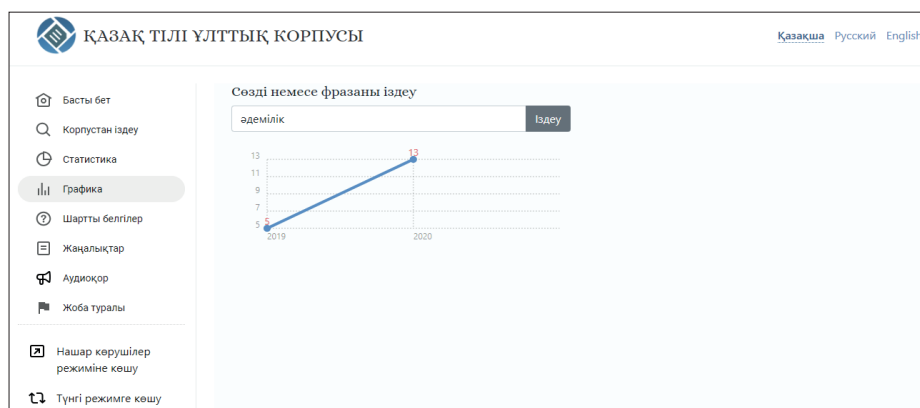 ҚАЗАҚ ТІЛІ ҰЛТТЫҚ КОРПУСЫ
Қазақша Русский English
Басты бет
Корпустан іздеу
Статистика
Графика
Шартты белгілер
Жаңалықтар
Аудиоқор
Жоба туралы
Нашар көрушілер
режиміне көшу
Түнгі режимге көшу
Сөзді немесе фразаны іздеу
әдемілік Іздеу
13
11
9
7
5
13
5
2019 2020